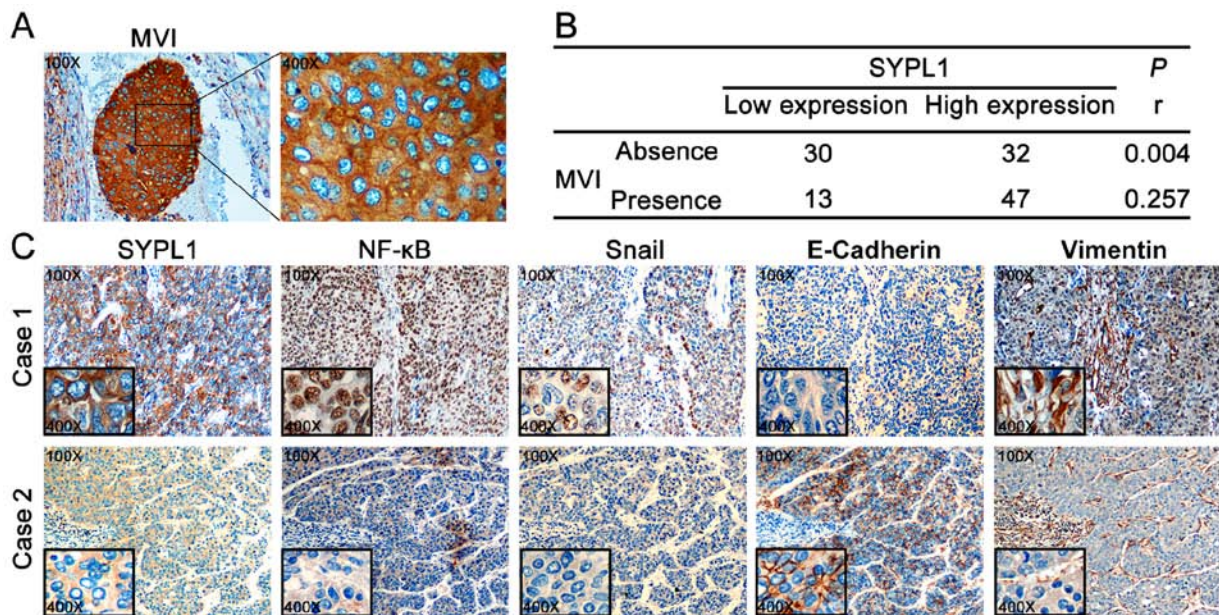 A
MVI
100X
400X
B
SYPL1 P
Low expression High expression r
Absence 30 32 0.004
MVI
Presence 13 47 0.257
C
SYPL1 NF-κB Snail E-Cadherin Vimentin
Case 1
100X 100X 100X 100X 100X
400X 400X 400X 400X 400X
Case 2
100X 100X 100X 100X 100X
400X 400X 400X 400X 400X